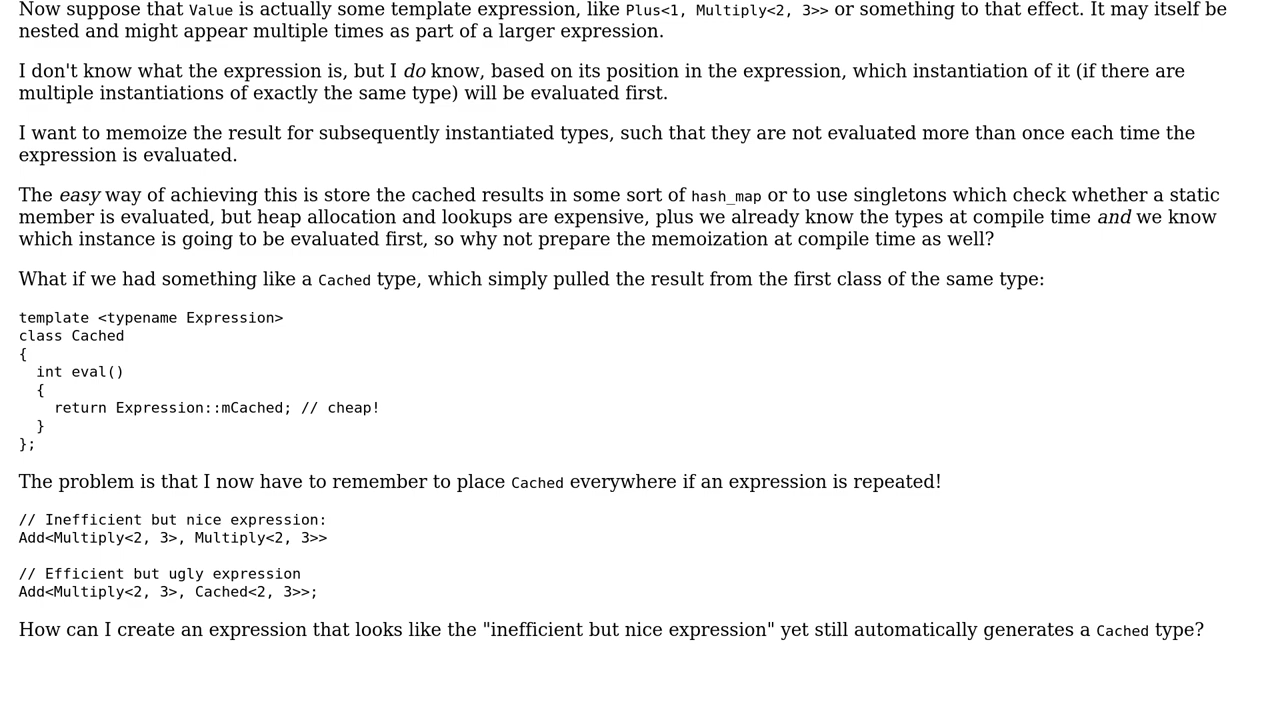 Now suppose that Value is actually some template expression, like Plus<1, Multiply<2, 3>> or something to that effect. It may itself be
nested and might appear multiple times as part of a larger expression.
I don't know what the expression is, but I do know, based on its position in the expression, which instantiation of it (if there are
multiple instantiations of exactly the same type) will be evaluated first.
I want to memoize the result for subsequently instantiated types, such that they are not evaluated more than once each time the
expression is evaluated.
The easy way of achieving this is store the cached results in some sort of hash_map or to use singletons which check whether a static
member is evaluated, but heap allocation and lookups are expensive, plus we already know the types at compile time and we know
which instance is going to be evaluated first, so why not prepare the memoization at compile time as well?
What if we had something like a Cached type, which simply pulled the result from the first class of the same type:
template <typename Expression>
class Cached
{
  int eval()
  {
    return Expression::mCached; // cheap!
  }
};
The problem is that I now have to remember to place Cached everywhere if an expression is repeated!
// Inefficient but nice expression:
Add<Multiply<2, 3>, Multiply<2, 3>>
// Efficient but ugly expression
Add<Multiply<2, 3>, Cached<2, 3>>;
How can I create an expression that looks like the "inefficient but nice expression" yet still automatically generates a Cached type?